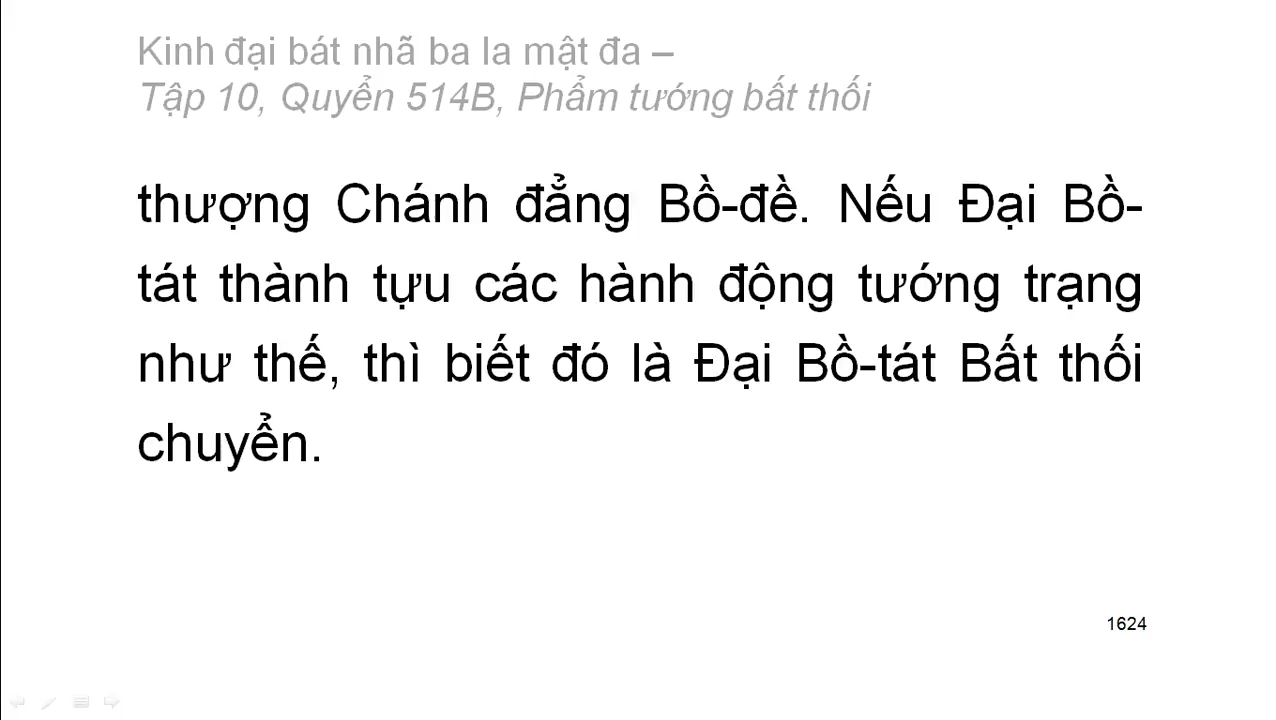 Kinh đại bát nhã ba la mật đa –
Tập 10, Quyển 514B, Phẩm tướng bất thối
thượng Chánh đẳng Bồ-đề. Nếu Đại Bồ-
tát thành tựu các hành động tướng trạng
như thế, thì biết đó là Đại Bồ-tát Bất thối
chuyển.
1624